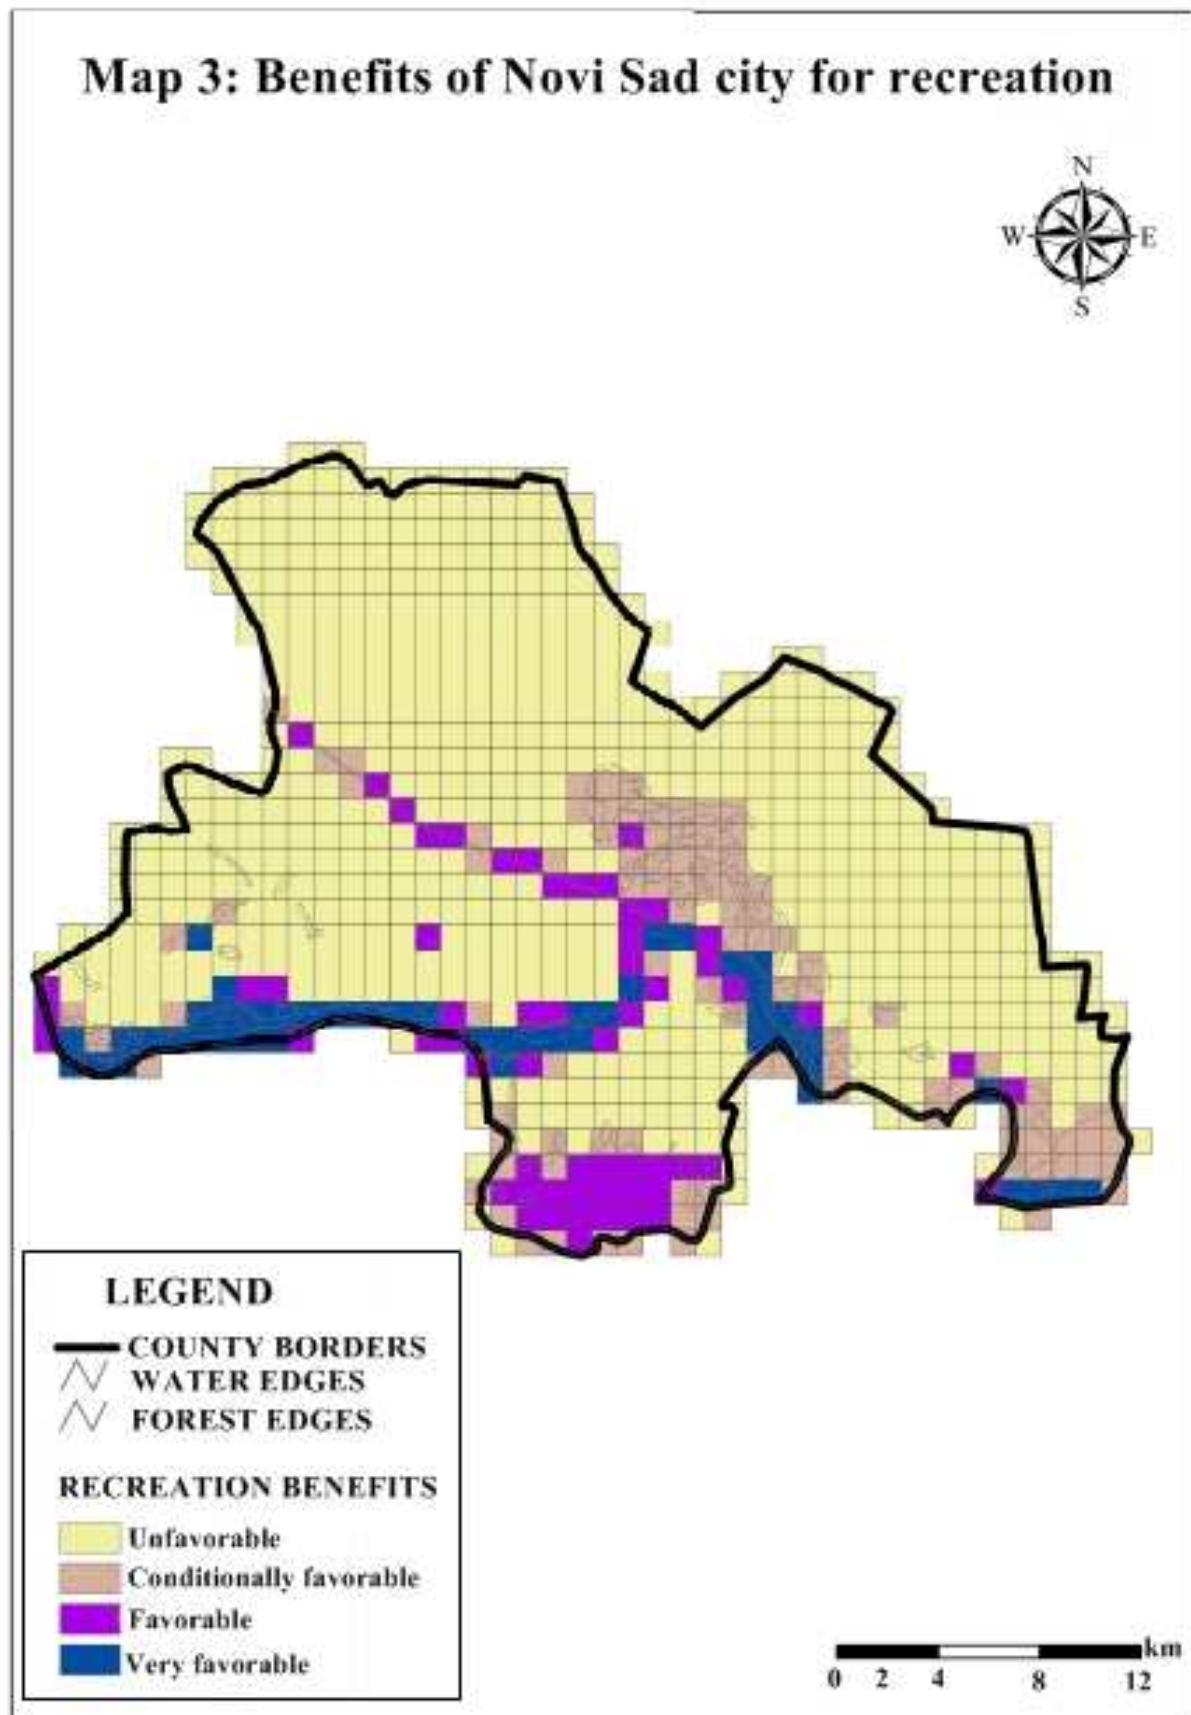 Map 3: Benefits of Novi Sad city for recreation
N
W E
S
LEGEND
COUNTY BORDERS
WATER EDGES
FOREST EDGES
RECREATION BENEFITS
Unfavorable
Conditionally favorable
Favorable
Very favorable
km
0 2 4 8 12